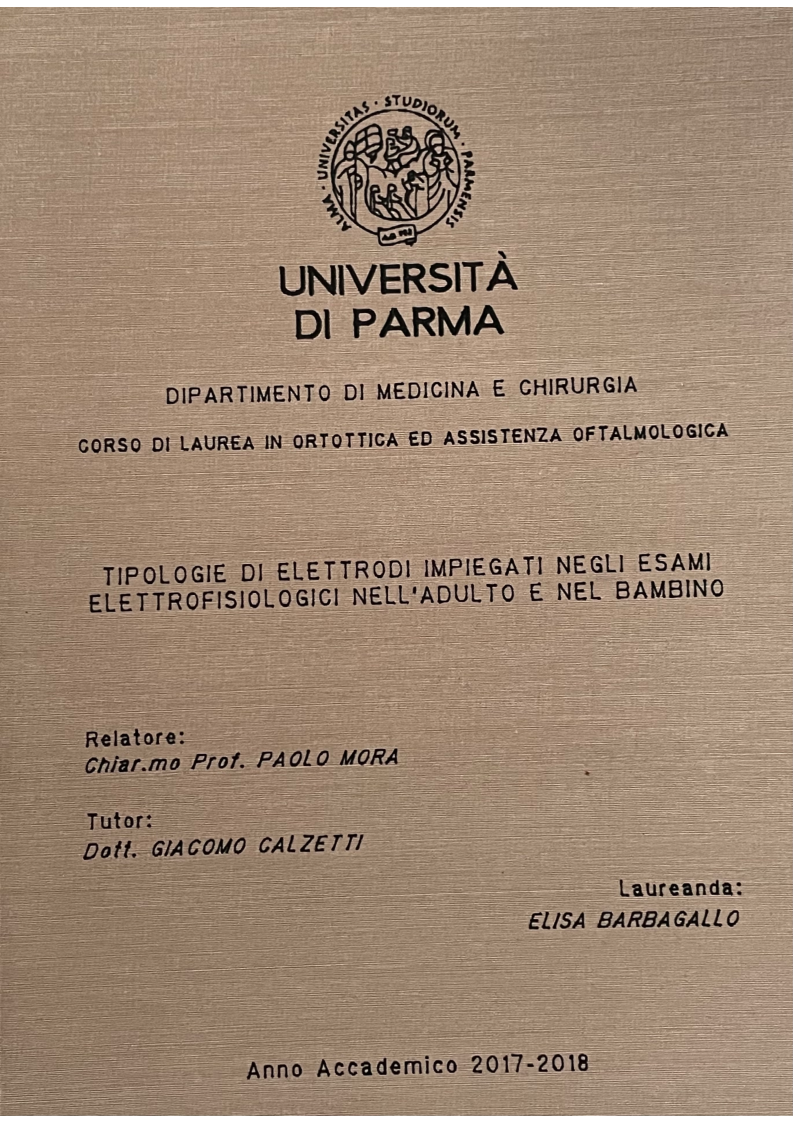 ALMA · UNIVERSITAS · STUDIORUM · PARMENSIS
UNIVERSITÀ
DI PARMA
DIPARTIMENTO DI MEDICINA E CHIRURGIA
CORSO DI LAUREA IN ORTOTTICA ED ASSISTENZA OFTALMOLOGICA
TIPOLOGIE DI ELETTRODI IMPIEGATI NEGLI ESAMI
ELETTROFISIOLOGICI NELL'ADULTO E NEL BAMBINO
Relatore:
Chiar.mo Prof. PAOLO MORA
Tutor:
Dott. GIACOMO CALZETTI
Laureanda:
ELISA BARBAGALLO
Anno Accademico 2017-2018